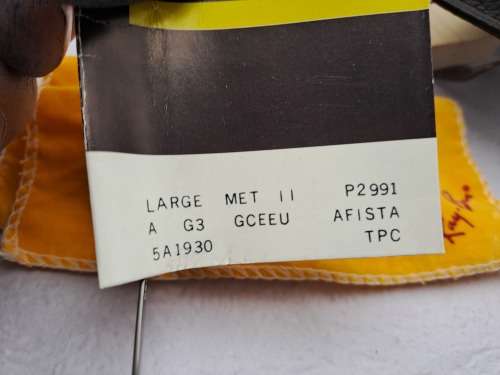 LARGE MET II P2991
A G3 GCEEU AFISTA
5A1930 TPC